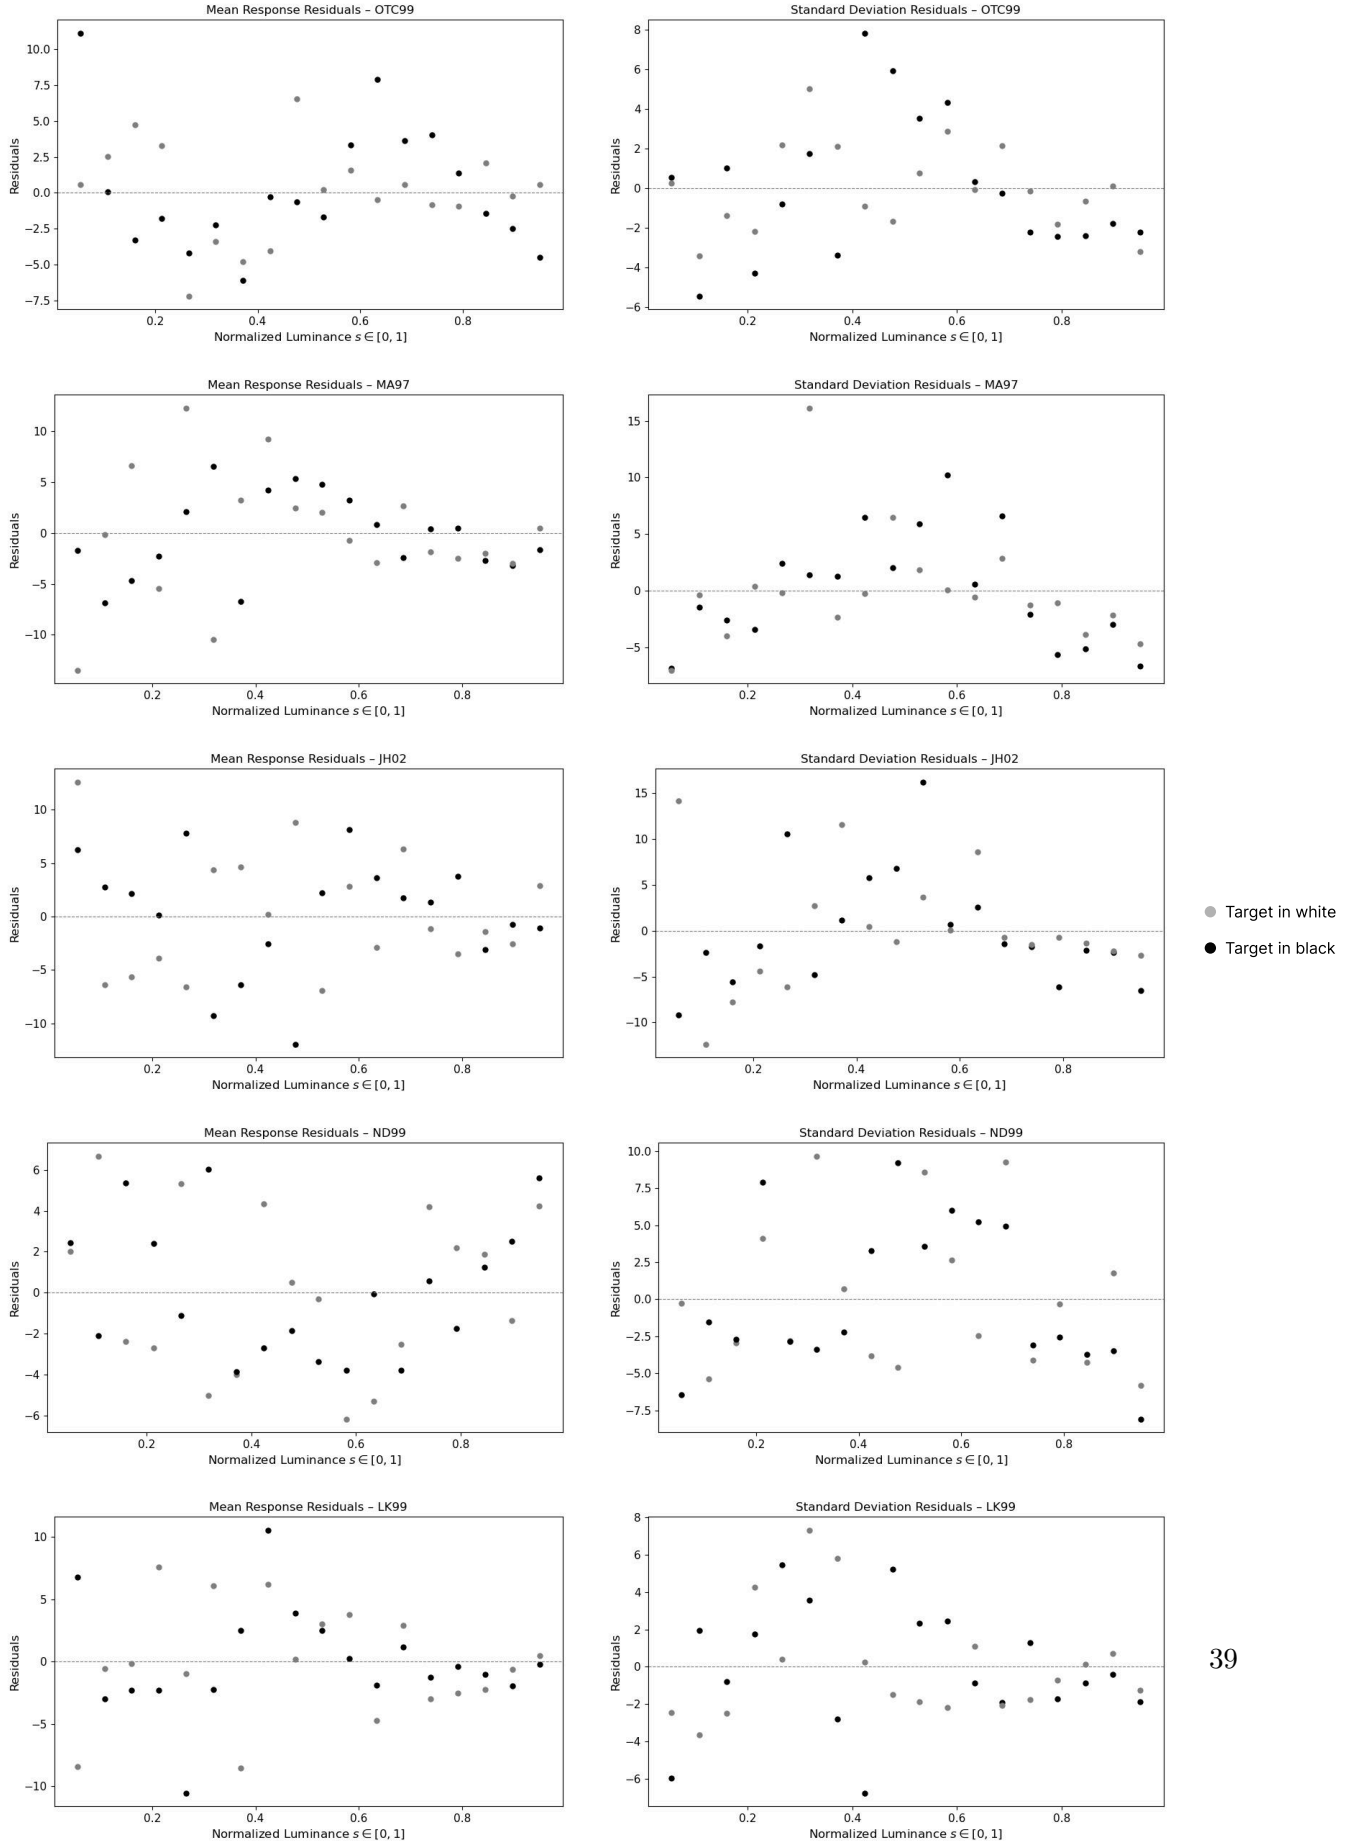 Mean Response Residuals – OTC99
Residuals
10.0
7.5
5.0
2.5
0.0
−2.5
−5.0
−7.5
0.2 0.4 0.6 0.8
Normalized Luminance s ∈ [0, 1]
Standard Deviation Residuals – OTC99
Residuals
8
6
4
2
0
−2
−4
−6
0.2 0.4 0.6 0.8
Normalized Luminance s ∈ [0, 1]
Mean Response Residuals – MA97
Residuals
10
5
0
−5
−10
0.2 0.4 0.6 0.8
Normalized Luminance s ∈ [0, 1]
Standard Deviation Residuals – MA97
Residuals
15
10
5
0
−5
0.2 0.4 0.6 0.8
Normalized Luminance s ∈ [0, 1]
Mean Response Residuals – JH02
Residuals
10
5
0
−5
−10
0.2 0.4 0.6 0.8
Normalized Luminance s ∈ [0, 1]
Standard Deviation Residuals – JH02
Residuals
15
10
5
0
−5
−10
0.2 0.4 0.6 0.8
Normalized Luminance s ∈ [0, 1]
Target in white
Target in black
Mean Response Residuals – ND99
Residuals
6
4
2
0
−2
−4
−6
0.2 0.4 0.6 0.8
Normalized Luminance s ∈ [0, 1]
Standard Deviation Residuals – ND99
Residuals
10.0
7.5
5.0
2.5
0.0
−2.5
−5.0
−7.5
0.2 0.4 0.6 0.8
Normalized Luminance s ∈ [0, 1]
Mean Response Residuals – LK99
Residuals
10
5
0
−5
−10
0.2 0.4 0.6 0.8
Normalized Luminance s ∈ [0, 1]
Standard Deviation Residuals – LK99
Residuals
8
6
4
2
0
−2
−4
−6
0.2 0.4 0.6 0.8
Normalized Luminance s ∈ [0, 1]
39